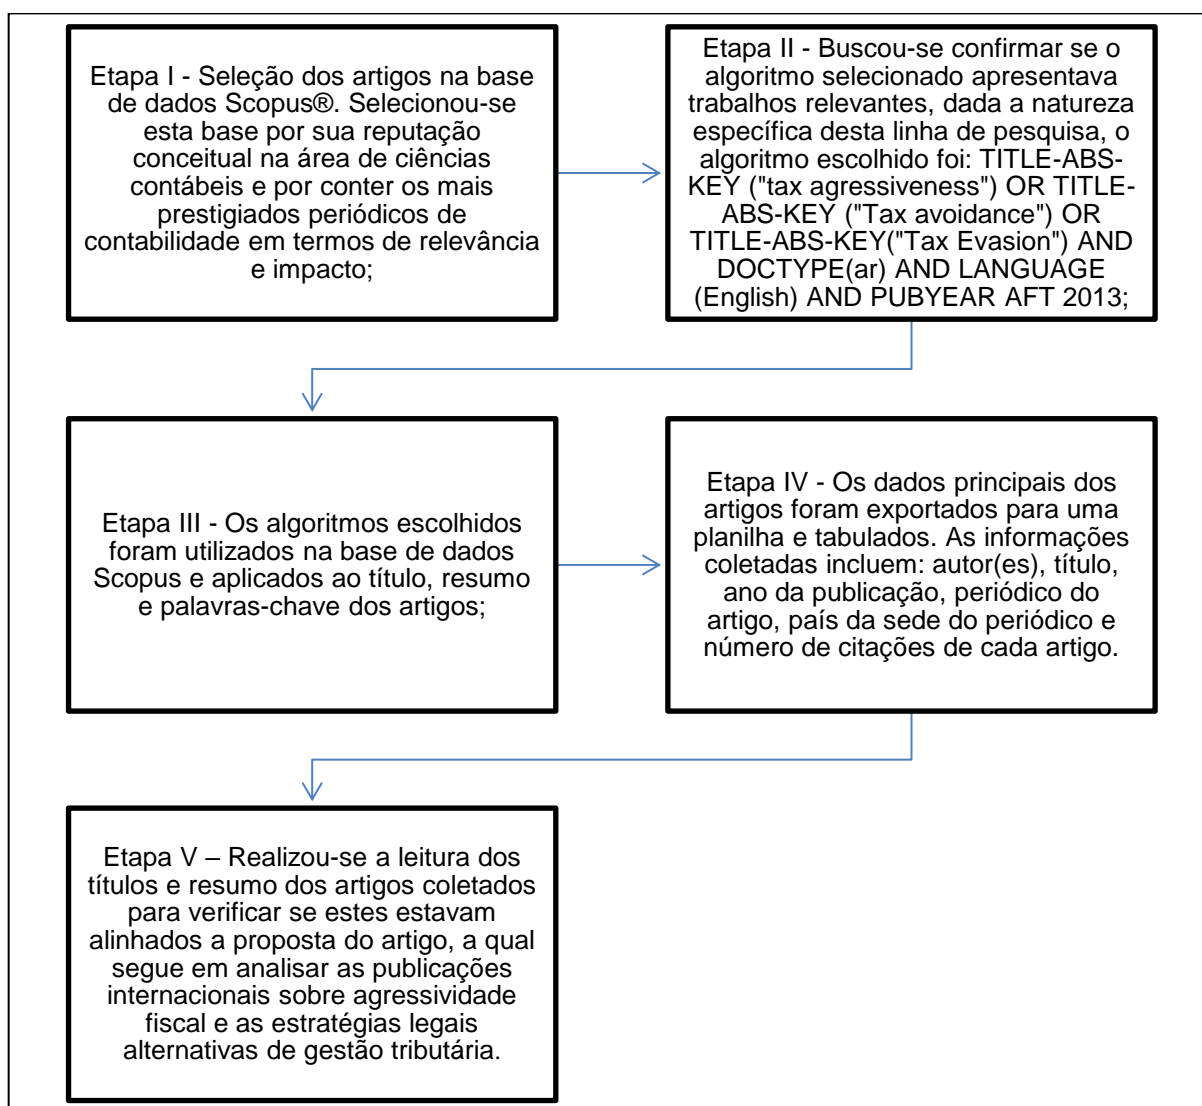 Etapa I - Seleção dos artigos na base
de dados Scopus®. Selecionou-se
esta base por sua reputação
conceitual na área de ciências
contábeis e por conter os mais
prestigiados periódicos de
contabilidade em termos de relevância
e impacto;
Etapa II - Buscou-se confirmar se o
algoritmo selecionado apresentava
trabalhos relevantes, dada a natureza
específica desta linha de pesquisa, o
algoritmo escolhido foi: TITLE-ABS-
KEY ("tax agressiveness") OR TITLE-
ABS-KEY ("Tax avoidance") OR
TITLE-ABS-KEY("Tax Evasion") AND
DOCTYPE(ar) AND LANGUAGE
(English) AND PUBYEAR AFT 2013;
Etapa III - Os algoritmos escolhidos
foram utilizados na base de dados
Scopus e aplicados ao título, resumo
e palavras-chave dos artigos;
Etapa IV - Os dados principais dos
artigos foram exportados para uma
planilha e tabulados. As informações
coletadas incluem: autor(es), título,
ano da publicação, periódico do
artigo, país da sede do periódico e
número de citações de cada artigo.
Etapa V – Realizou-se a leitura dos
títulos e resumo dos artigos coletados
para verificar se estes estavam
alinhados a proposta do artigo, a qual
segue em analisar as publicações
internacionais sobre agressividade
fiscal e as estratégias legais
alternativas de gestão tributária.